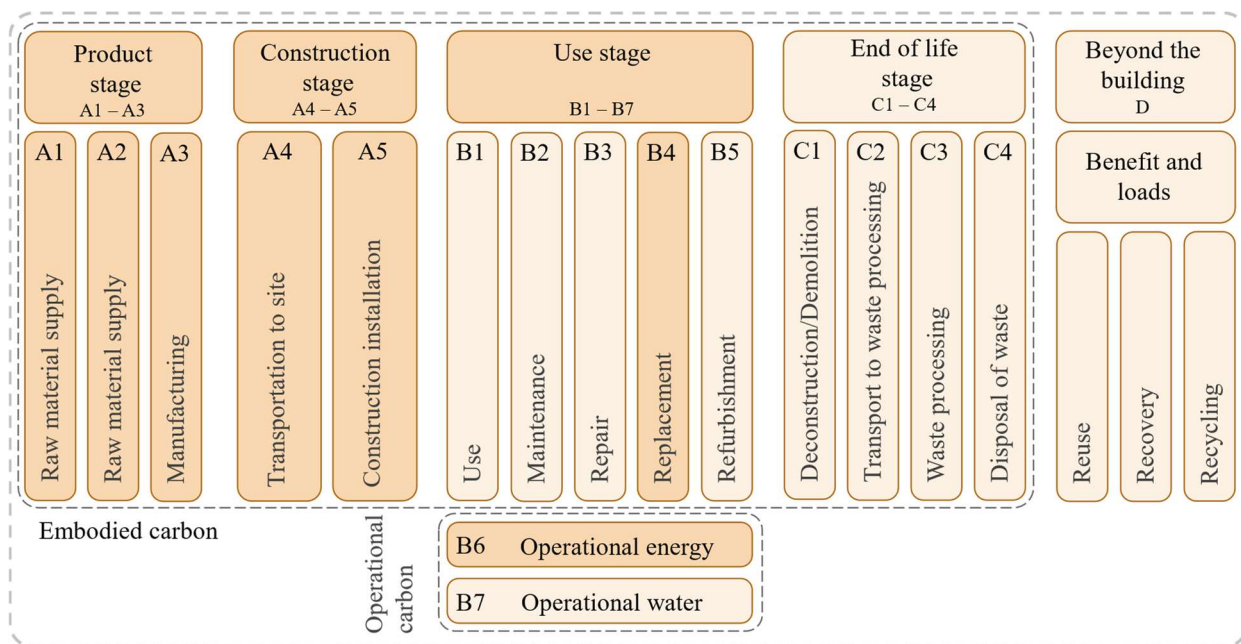 Product
stage
A1 – A3
Construction
stage
A4 – A5
Use stage
B1 – B7
End of life
stage
C1 – C4
Beyond the
building
D
A1
Raw material supply
A2
Raw material supply
A3
Manufacturing
A4
Transportation to site
A5
Construction installation
B1
Use
B2
Maintenance
B3
Repair
B4
Replacement
B5
Refurbishment
C1
Deconstruction/Demolition
C2
Transport to waste processing
C3
Waste processing
C4
Disposal of waste
Benefit and
loads
Reuse
Recovery
Recycling
Embodied carbon
Operational
carbon
B6 Operational energy
B7 Operational water